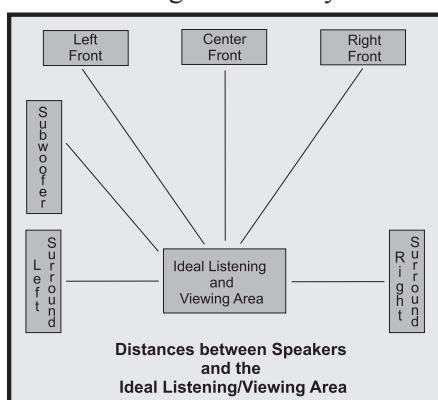 Left
Front
Center
Front
Right
Front
Subwoofer
Left
Surround
Right
Surround
Ideal Listening
and
Viewing Area
Distances between Speakers
and the
Ideal Listening/Viewing Area